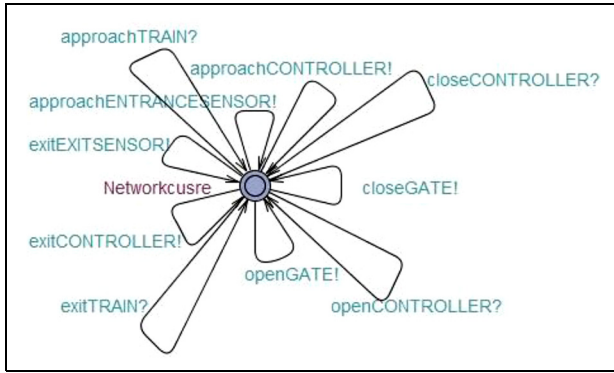 approachTRAIN?
approachCONTROLLER!
closeCONTROLLER?
approachENTRANCESENSOR!
exitEXITSENSOR!
Networkcusre
closeGATE!
exitCONTROLLER!
openGATE!
exitTRAIN?
openCONTROLLER?